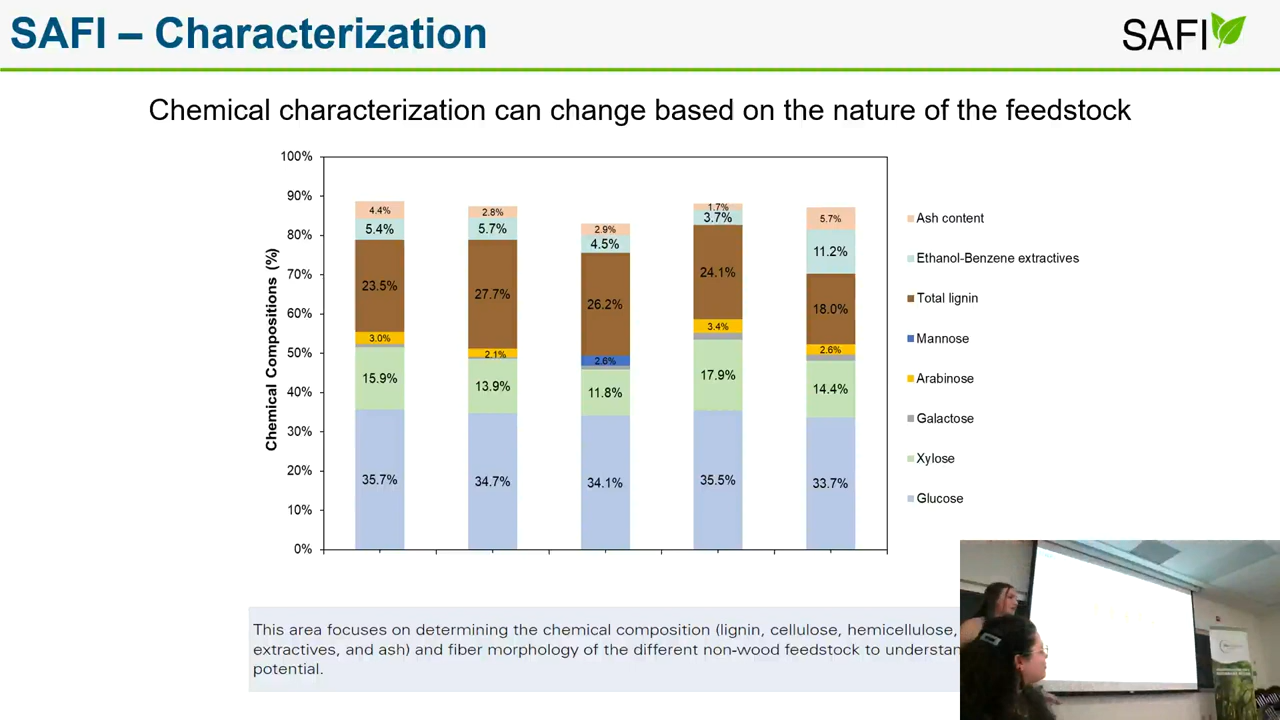 SAFI – Characterization
SAFI
Chemical characterization can change based on the nature of the feedstock
Chemical Compositions (%)
100%
90%
80%
70%
60%
50%
40%
30%
20%
10%
0%
4.4%
5.4%
23.5%
3.0%
15.9%
35.7%
2.8%
5.7%
27.7%
2.1%
13.9%
34.7%
2.9%
4.5%
26.2%
2.6%
11.8%
34.1%
1.7%
3.7%
24.1%
3.4%
17.9%
35.5%
5.7%
11.2%
18.0%
2.6%
14.4%
33.7%
Ash content
Ethanol-Benzene extractives
Total lignin
Mannose
Arabinose
Galactose
Xylose
Glucose
This area focuses on determining the chemical composition (lignin, cellulose, hemicellulose,
extractives, and ash) and fiber morphology of the different non-wood feedstock to understan
potential.